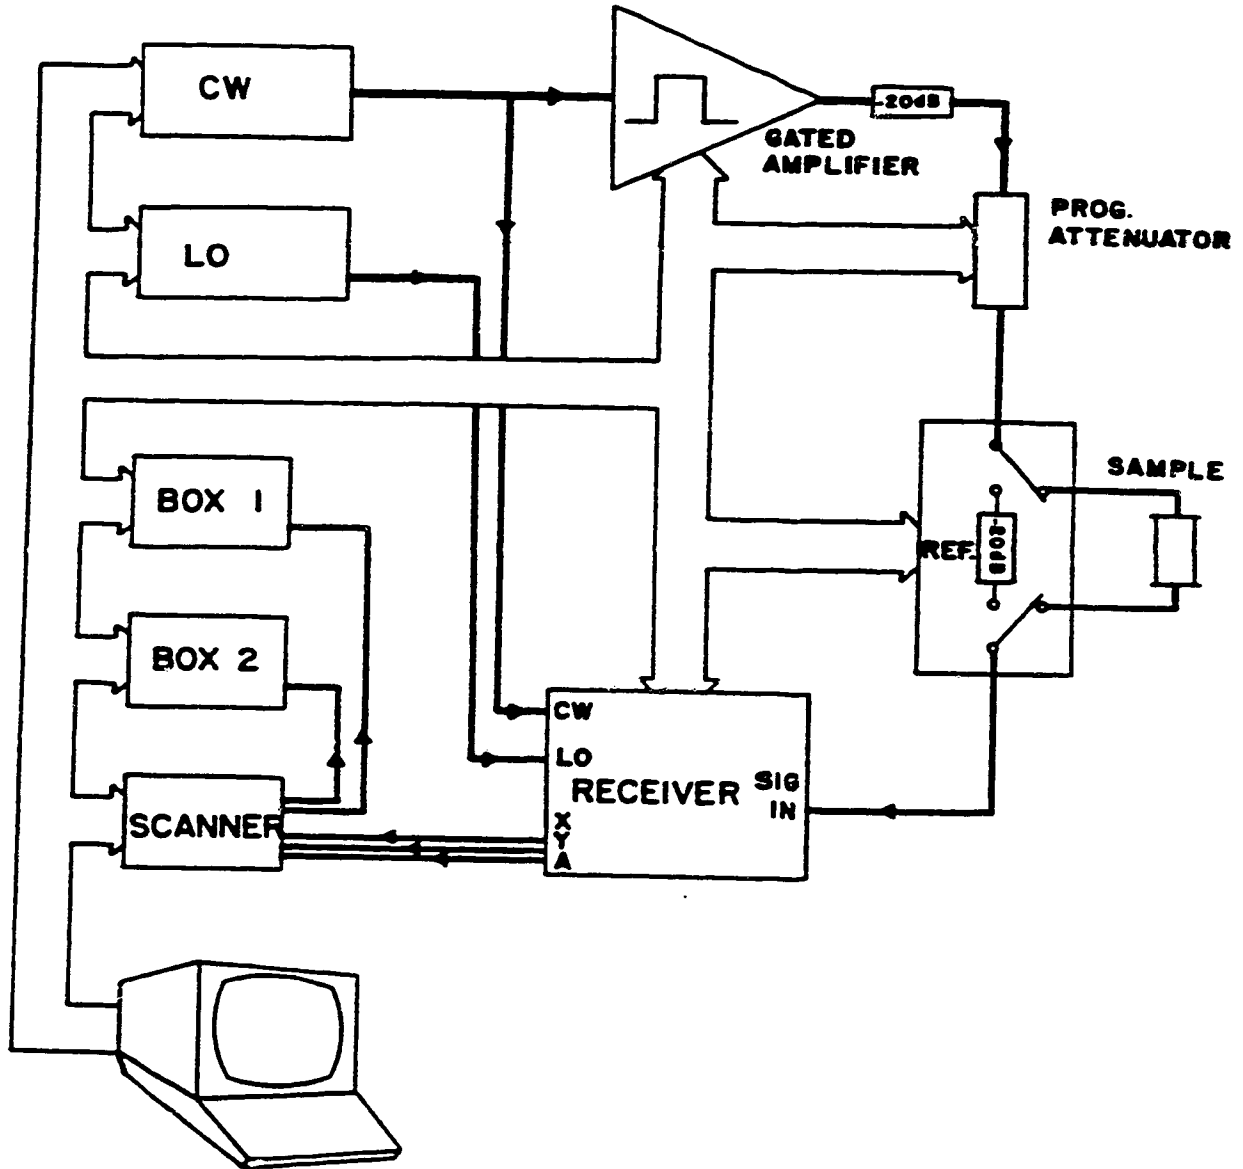 CW
-20dB
GATED
AMPLIFIER
PROG.
ATTENUATOR
LO
SAMPLE
BOX 1
REF.
-20dB
BOX 2
CW
LO
RECEIVER
SIG
IN
X
Y
A
SCANNER